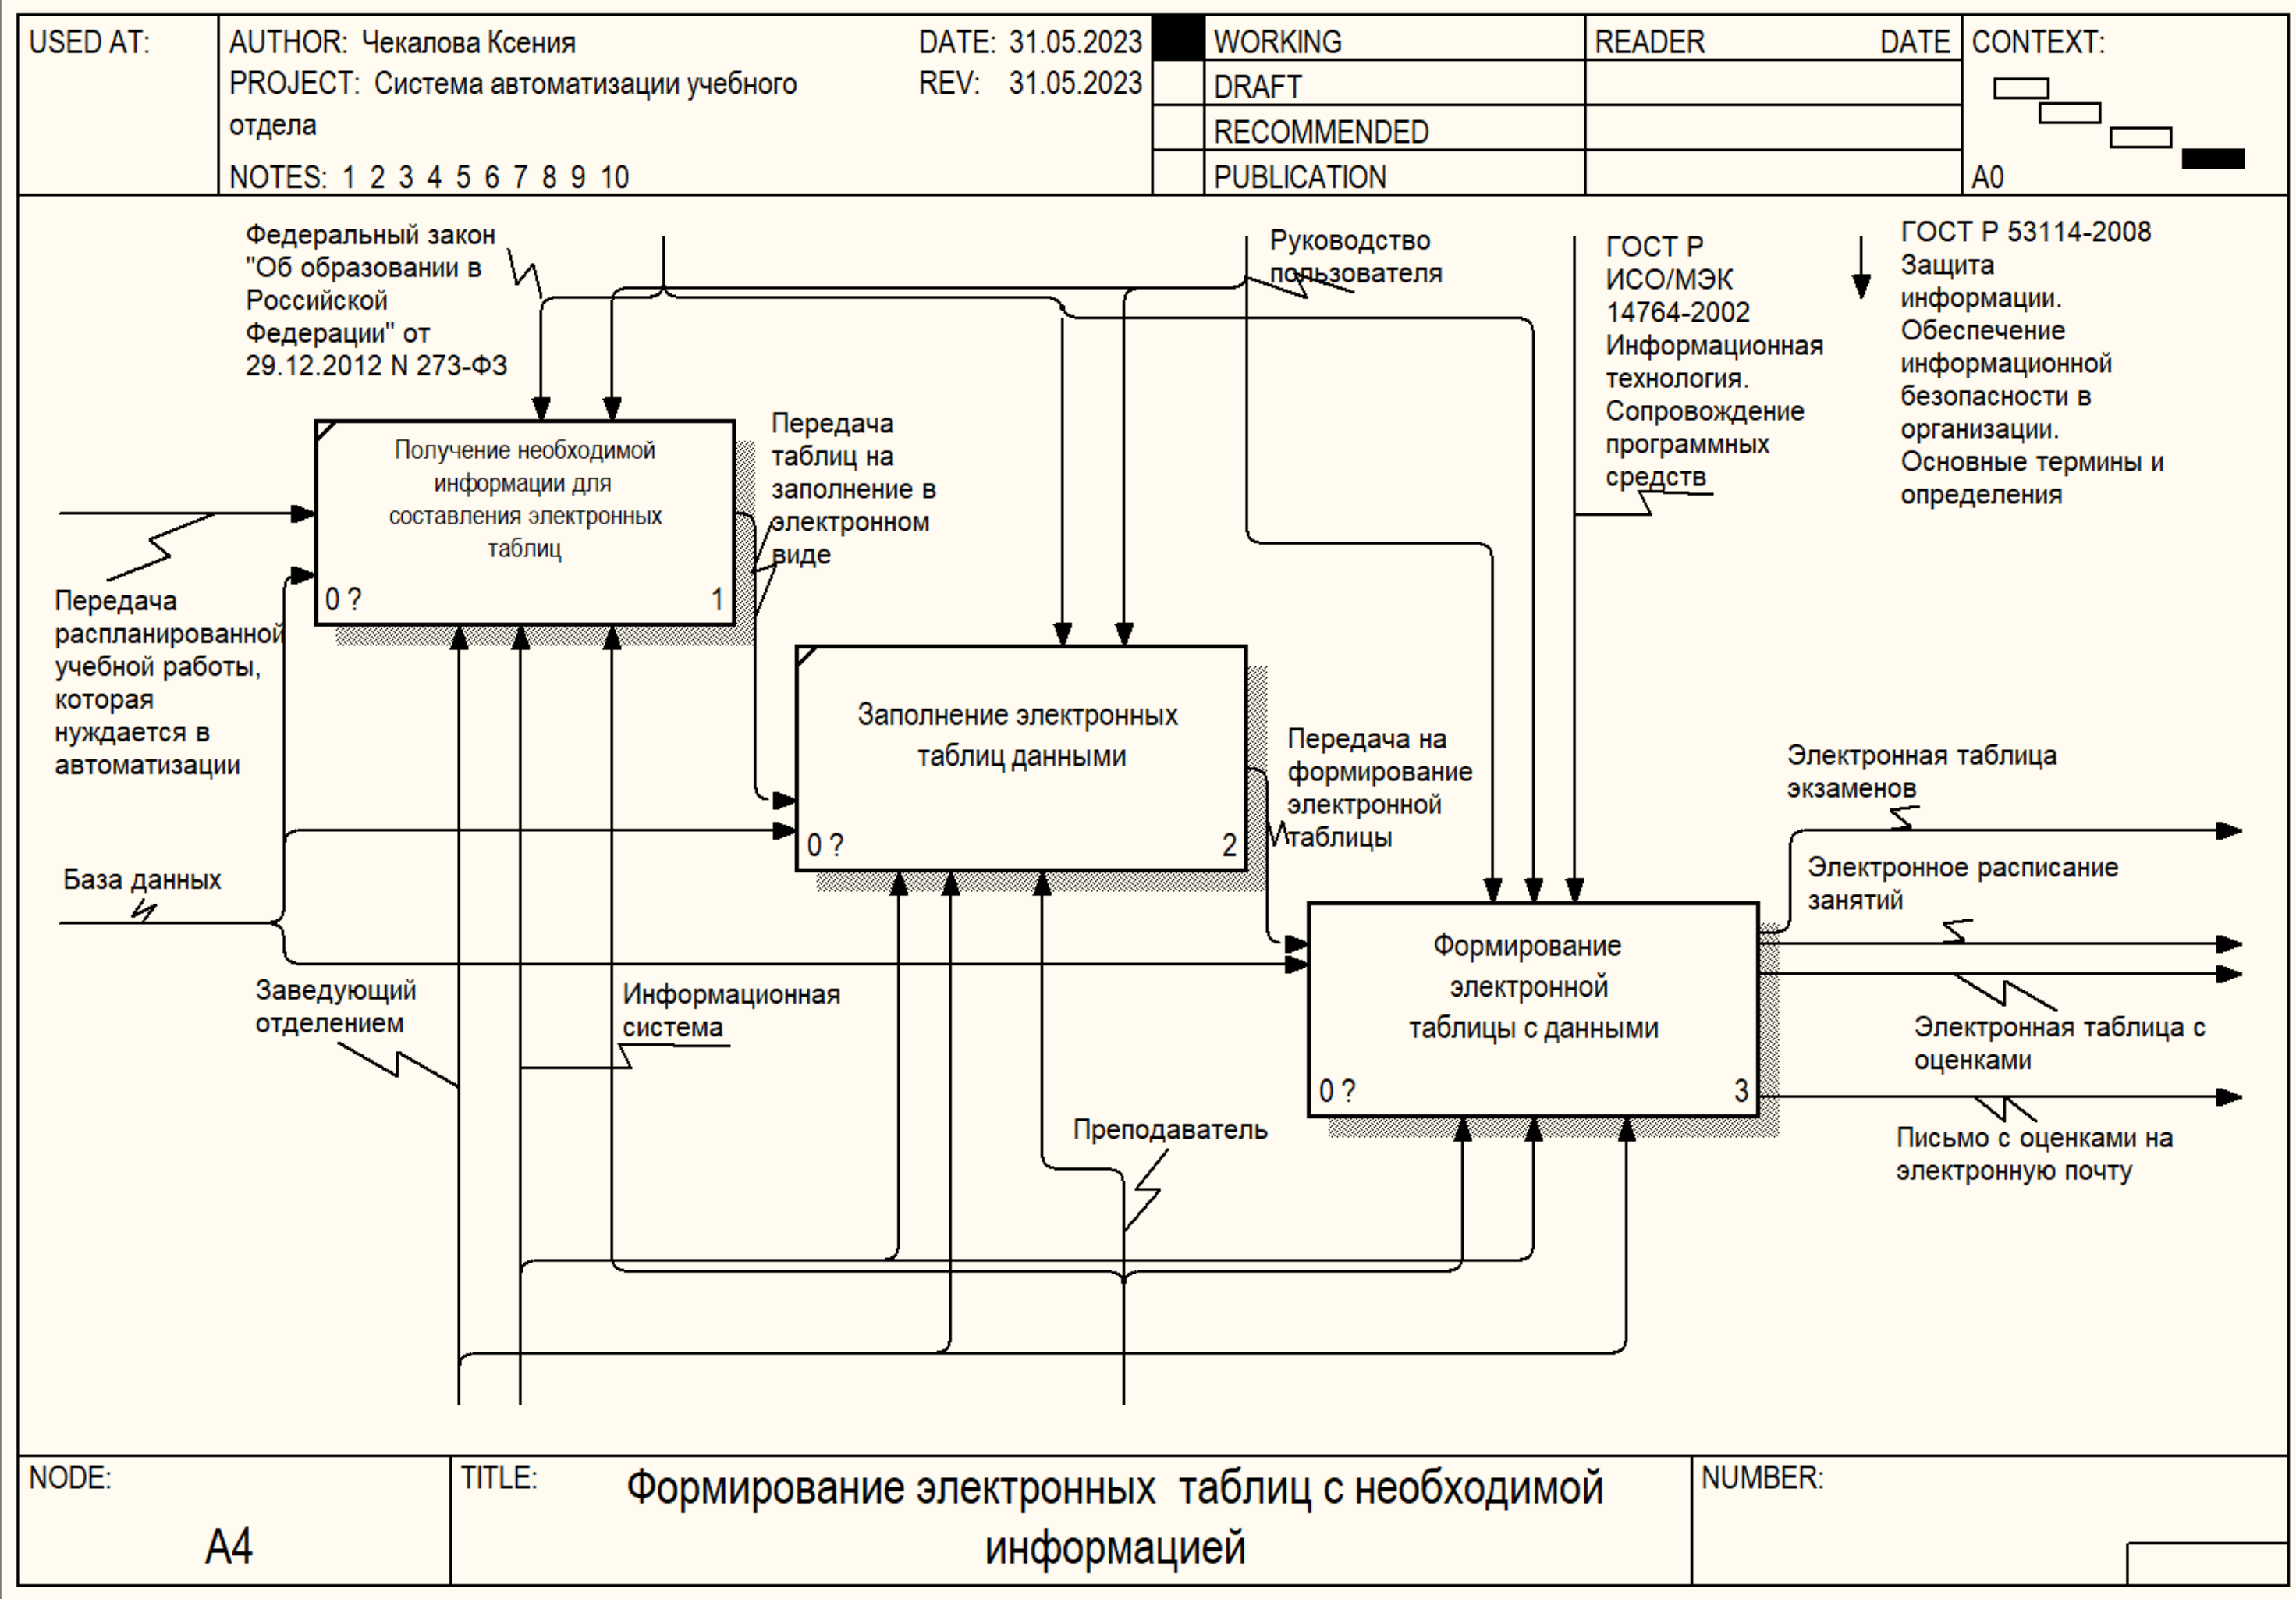 USED AT:
AUTHOR: Чекалова Ксения
DATE: 31.05.2023
PROJECT: Система автоматизации учебного
отдела
REV: 31.05.2023
NOTES: 1 2 3 4 5 6 7 8 9 10
WORKING
DRAFT
RECOMMENDED
PUBLICATION
READER
DATE
CONTEXT:
A0
Федеральный закон
"Об образовании в
Российской
Федерации" от
29.12.2012 N 273-ФЗ
Руководство
пользователя
ГОСТ Р
ИСО/МЭК
14764-2002
Информационная
технология.
Сопровождение
программных
средств
ГОСТ Р 53114-2008
Защита
информации.
Обеспечение
информационной
безопасности в
организации.
Основные термины и
определения
Получение необходимой
информации для
составления электронных
таблиц
0 ?
1
Передача
таблиц на
заполнение в
электронном
виде
Передача
распланированной
учебной работы,
которая
нуждается в
автоматизации
Заполнение электронных
таблиц данными
0 ?
2
Передача на
формирование
электронной
таблицы
База данных
Электронная таблица
экзаменов
Электронное расписание
занятий
Формирование
электронной
таблицы с данными
0 ?
3
Электронная таблица с
оценками
Письмо с оценками на
электронную почту
Заведующий
отделением
Информационная
система
Преподаватель
NODE:
A4
TITLE:
Формирование электронных таблиц с необходимой
информацией
NUMBER: